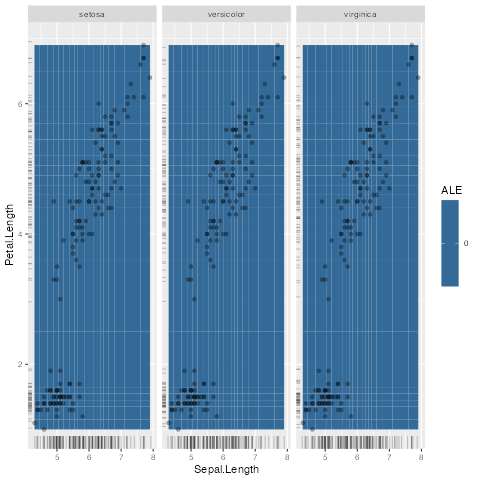 setosa versicolor virginica
6
4
2
5 6 7 8 5 6 7 8 5 6 7 8
Petal.Length
Sepal.Length
ALE
0